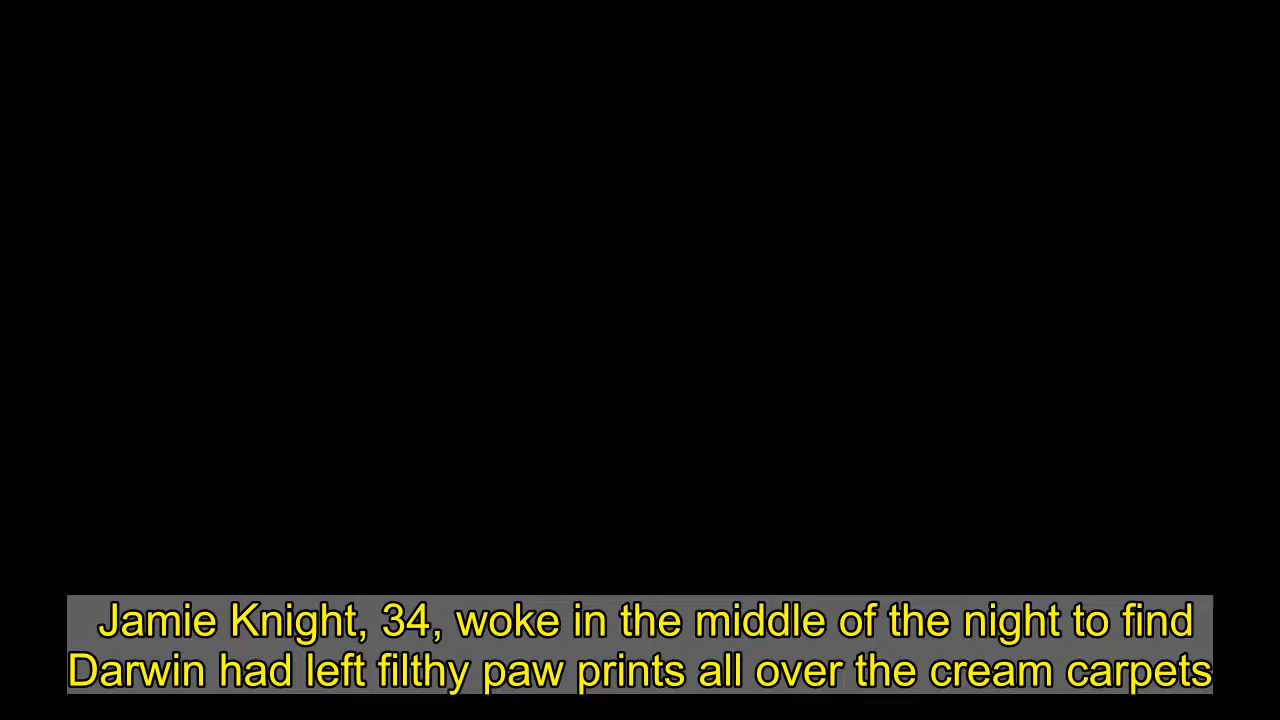 Jamie Knight, 34, woke in the middle of the night to find
Darwin had left filthy paw prints all over the cream carpets